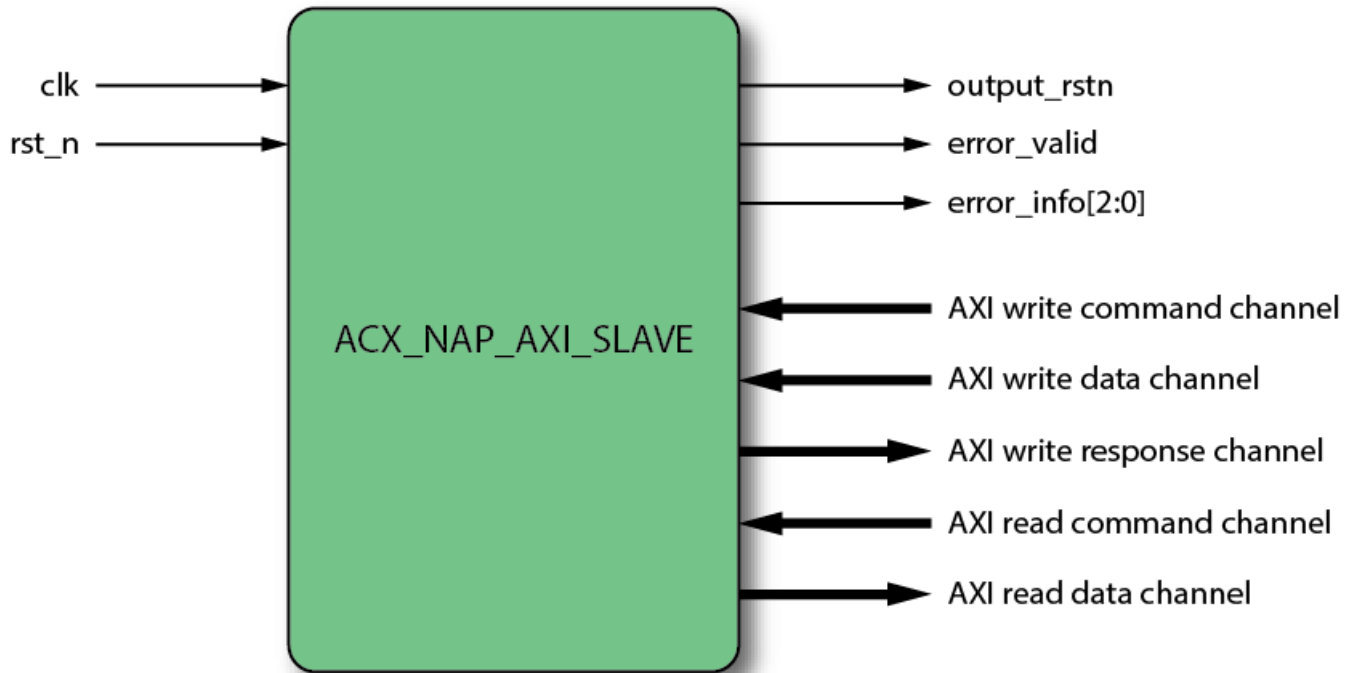 clk
rst_n
ACX_NAP_AXI_SLAVE
output_rstn
error_valid
error_info[2:0]
AXI write command channel
AXI write data channel
AXI write response channel
AXI read command channel
AXI read data channel